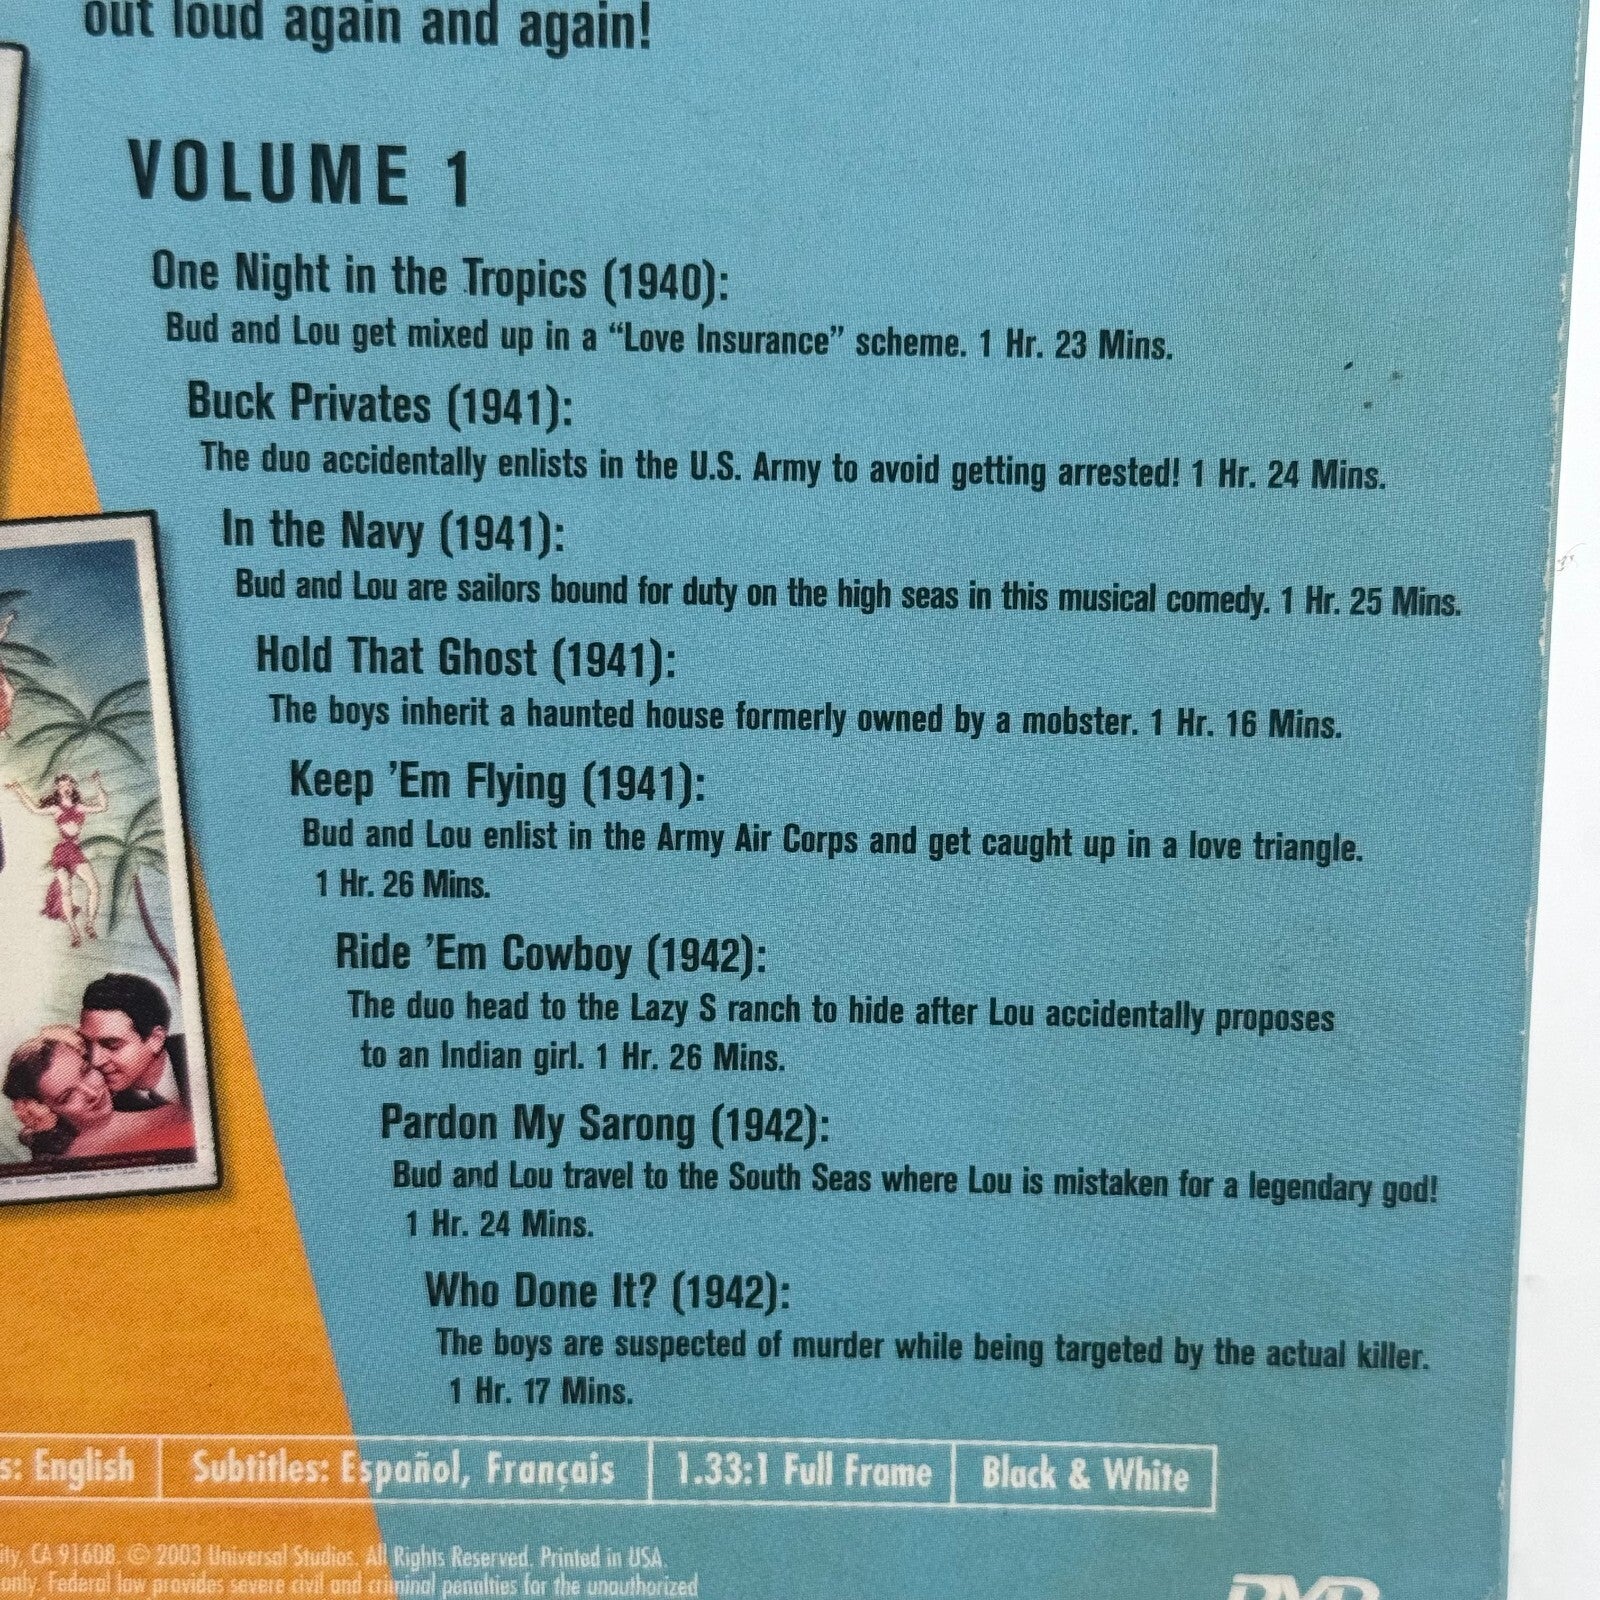 out loud again and again!
VOLUME 1
One Night in the Tropics (1940):
Bud and Lou get mixed up in a “Love Insurance” scheme. 1 Hr. 23 Mins.
Buck Privates (1941):
The duo accidentally enlists in the U.S. Army to avoid getting arrested! 1 Hr. 24 Mins.
In the Navy (1941):
Bud and Lou are sailors bound for duty on the high seas in this musical comedy. 1 Hr. 25 Mins.
Hold That Ghost (1941):
The boys inherit a haunted house formerly owned by a mobster. 1 Hr. 16 Mins.
Keep ’Em Flying (1941):
Bud and Lou enlist in the Army Air Corps and get caught up in a love triangle.
1 Hr. 26 Mins.
Ride ’Em Cowboy (1942):
The duo head to the Lazy S ranch to hide after Lou accidentally proposes
to an Indian girl. 1 Hr. 26 Mins.
Pardon My Sarong (1942):
Bud and Lou travel to the South Seas where Lou is mistaken for a legendary god!
1 Hr. 24 Mins.
Who Done It? (1942):
The boys are suspected of murder while being targeted by the actual killer.
1 Hr. 17 Mins.
s: English Subtitles: Español, Français 1.33:1 Full Frame Black & White
ity, CA 91608. © 2003 Universal Studios. All Rights Reserved. Printed in USA.
only. Federal law provides severe civil and criminal penalties for the unauthorized
DVD